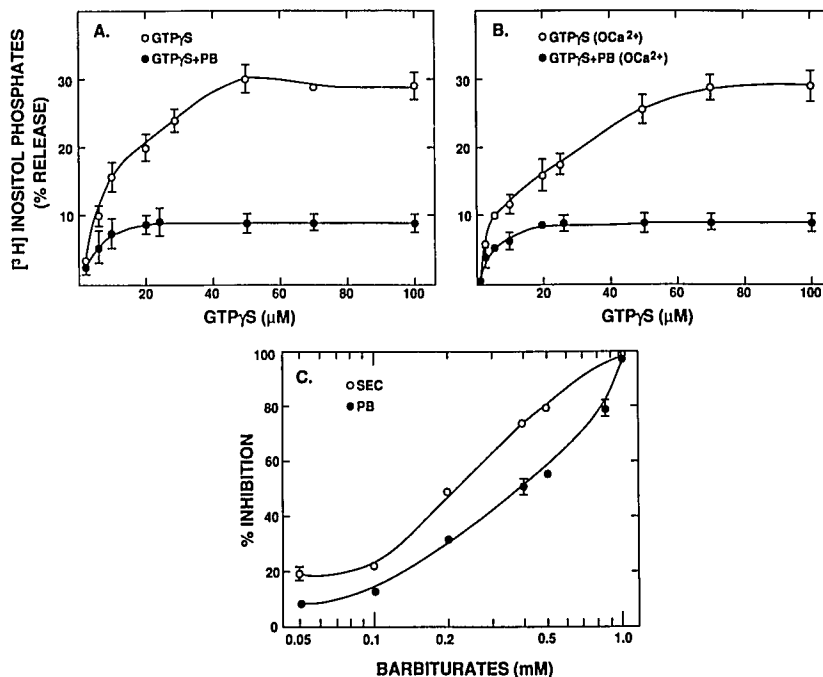 A.
○ GTPγS
● GTPγS+PB
[³H] INOSITOL PHOSPHATES
(% RELEASE)
30
20
10
20 40 60 80 100
GTPγS (μM)
B.
○ GTPγS (OCa²⁺)
● GTPγS+PB (OCa²⁺)
30
20
10
0 20 40 60 80 100
GTPγS (μM)
C.
○ SEC
● PB
% INHIBITION
100
80
60
40
20
0
0.05 0.1 0.2 0.5 1.0
BARBITURATES (mM)